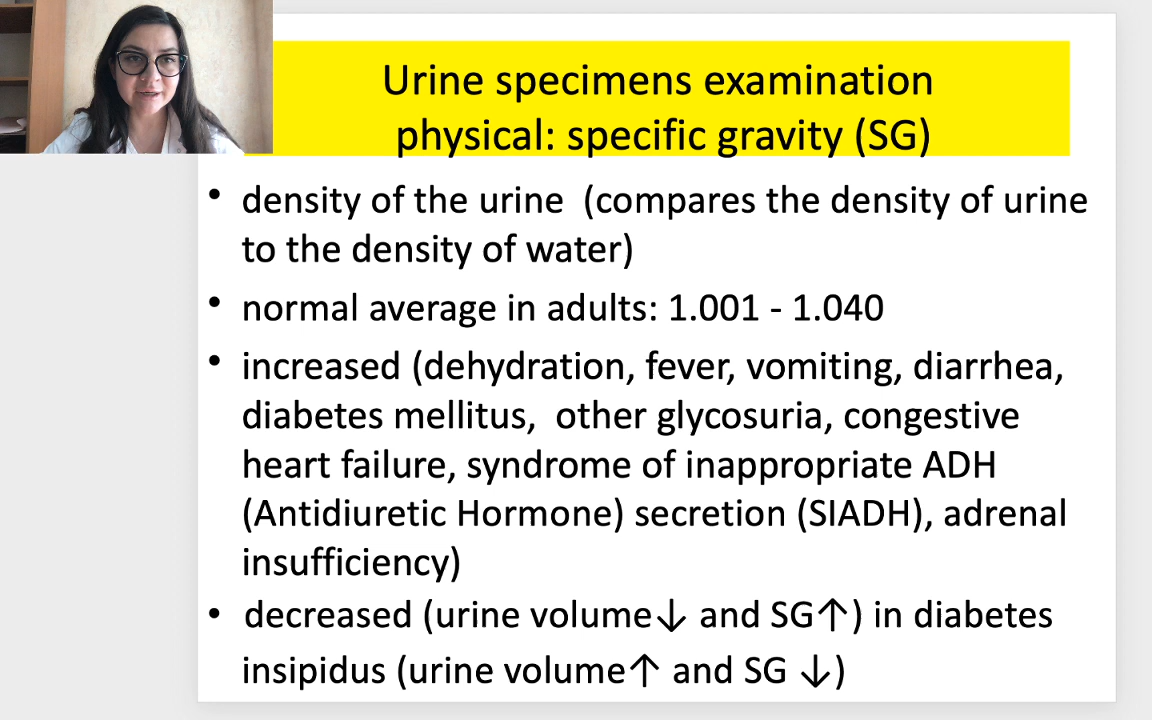 Urine specimens examination
physical: specific gravity (SG)
• density of the urine (compares the density of urine
to the density of water)
• normal average in adults: 1.001 - 1.040
• increased (dehydration, fever, vomiting, diarrhea,
diabetes mellitus, other glycosuria, congestive
heart failure, syndrome of inappropriate ADH
(Antidiuretic Hormone) secretion (SIADH), adrenal
insufficiency)
• decreased (urine volume↓ and SG↑) in diabetes
insipidus (urine volume↑ and SG ↓)